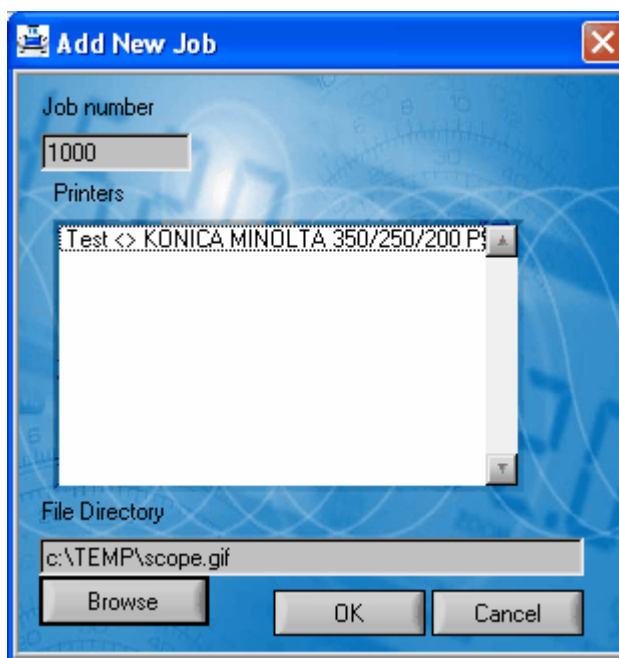 Add New Job
Job number
1000
Printers
Test <> KONICA MINOLTA 350/250/200 PS
File Directory
c:\TEMP\scope.gif
Browse
OK
Cancel